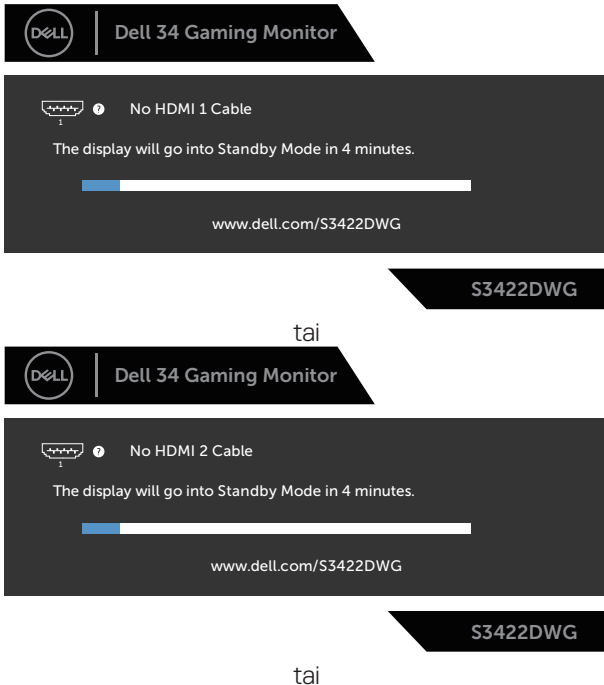 DELL
Dell 34 Gaming Monitor
? No HDMI 1 Cable
1
The display will go into Standby Mode in 4 minutes.
www.dell.com/S3422DWG
S3422DWG
tai
DELL
Dell 34 Gaming Monitor
? No HDMI 2 Cable
1
The display will go into Standby Mode in 4 minutes.
www.dell.com/S3422DWG
S3422DWG
tai